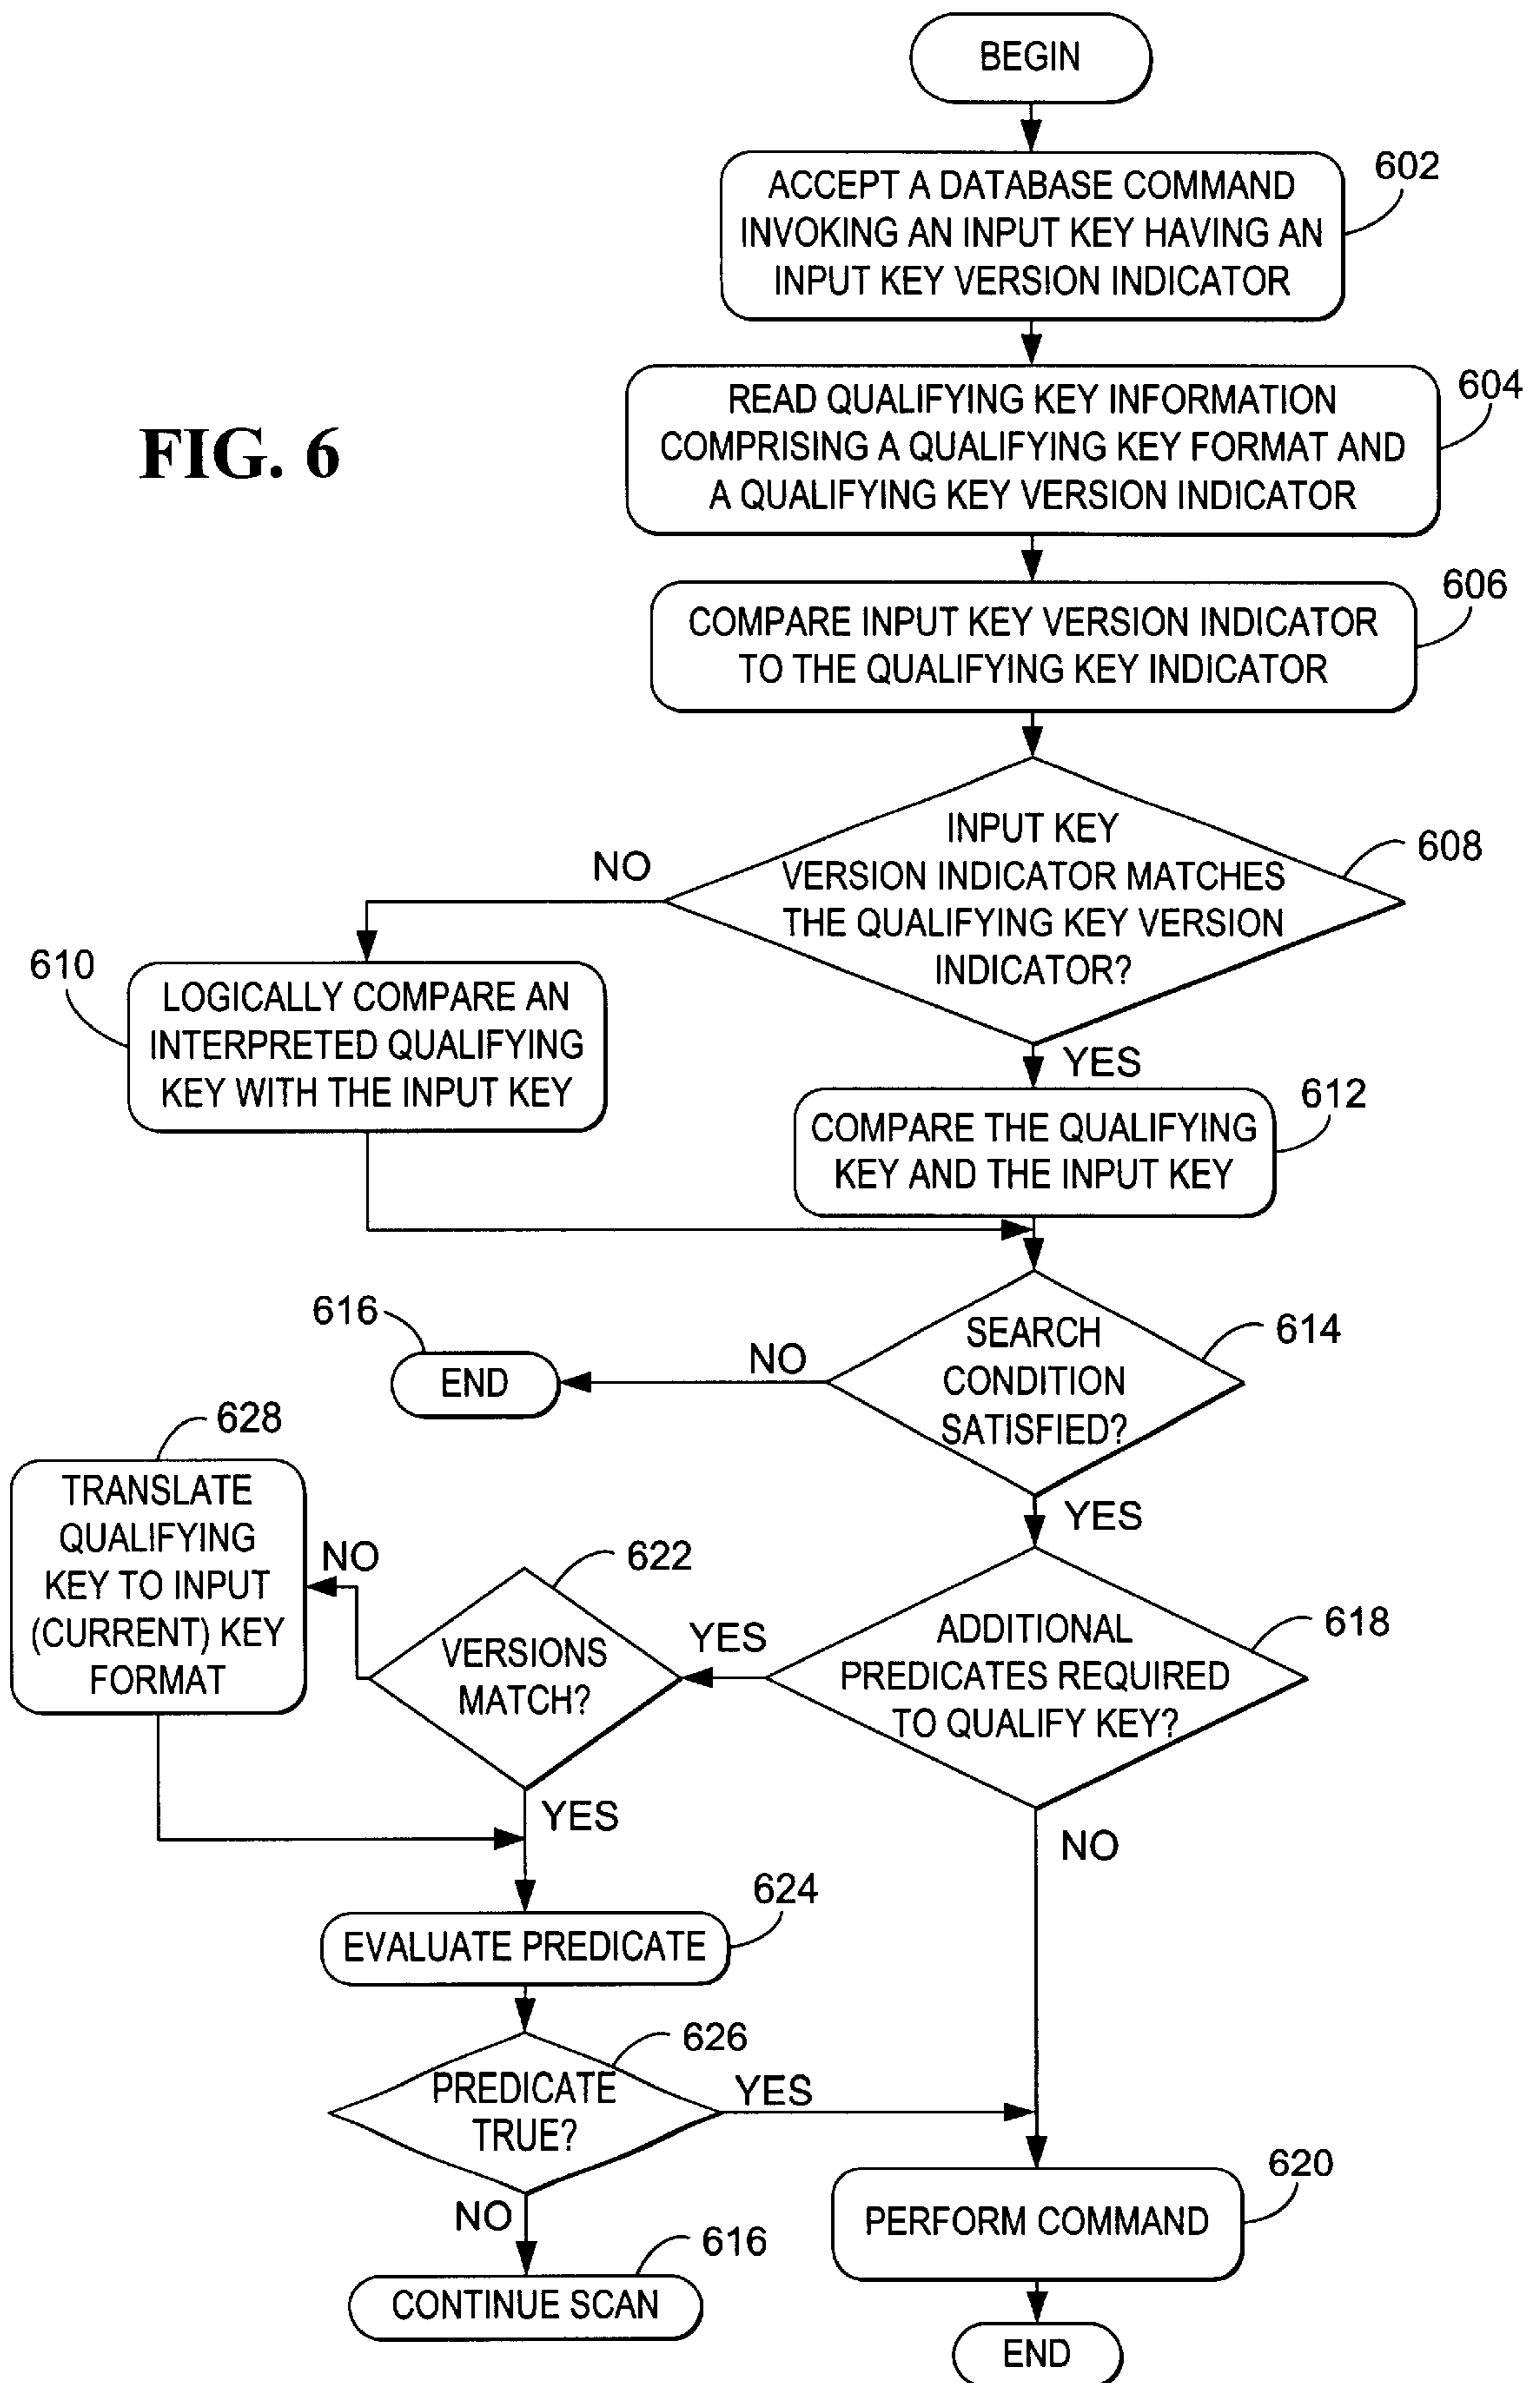 BEGIN
602
ACCEPT A DATABASE COMMAND
INVOKING AN INPUT KEY HAVING AN
INPUT KEY VERSION INDICATOR
604
READ QUALIFYING KEY INFORMATION
COMPRISING A QUALIFYING KEY FORMAT AND
A QUALIFYING KEY VERSION INDICATOR
FIG. 6
606
COMPARE INPUT KEY VERSION INDICATOR
TO THE QUALIFYING KEY INDICATOR
608
INPUT KEY
VERSION INDICATOR MATCHES
THE QUALIFYING KEY VERSION
INDICATOR?
NO
610
LOGICALLY COMPARE AN
INTERPRETED QUALIFYING
KEY WITH THE INPUT KEY
YES
612
COMPARE THE QUALIFYING
KEY AND THE INPUT KEY
616
END
NO
SEARCH
CONDITION
SATISFIED?
614
YES
628
TRANSLATE
QUALIFYING
KEY TO INPUT
(CURRENT) KEY
FORMAT
NO
622
VERSIONS
MATCH?
YES
618
ADDITIONAL
PREDICATES REQUIRED
TO QUALIFY KEY?
YES
NO
624
EVALUATE PREDICATE
626
PREDICATE
TRUE?
YES
NO
616
CONTINUE SCAN
620
PERFORM COMMAND
END